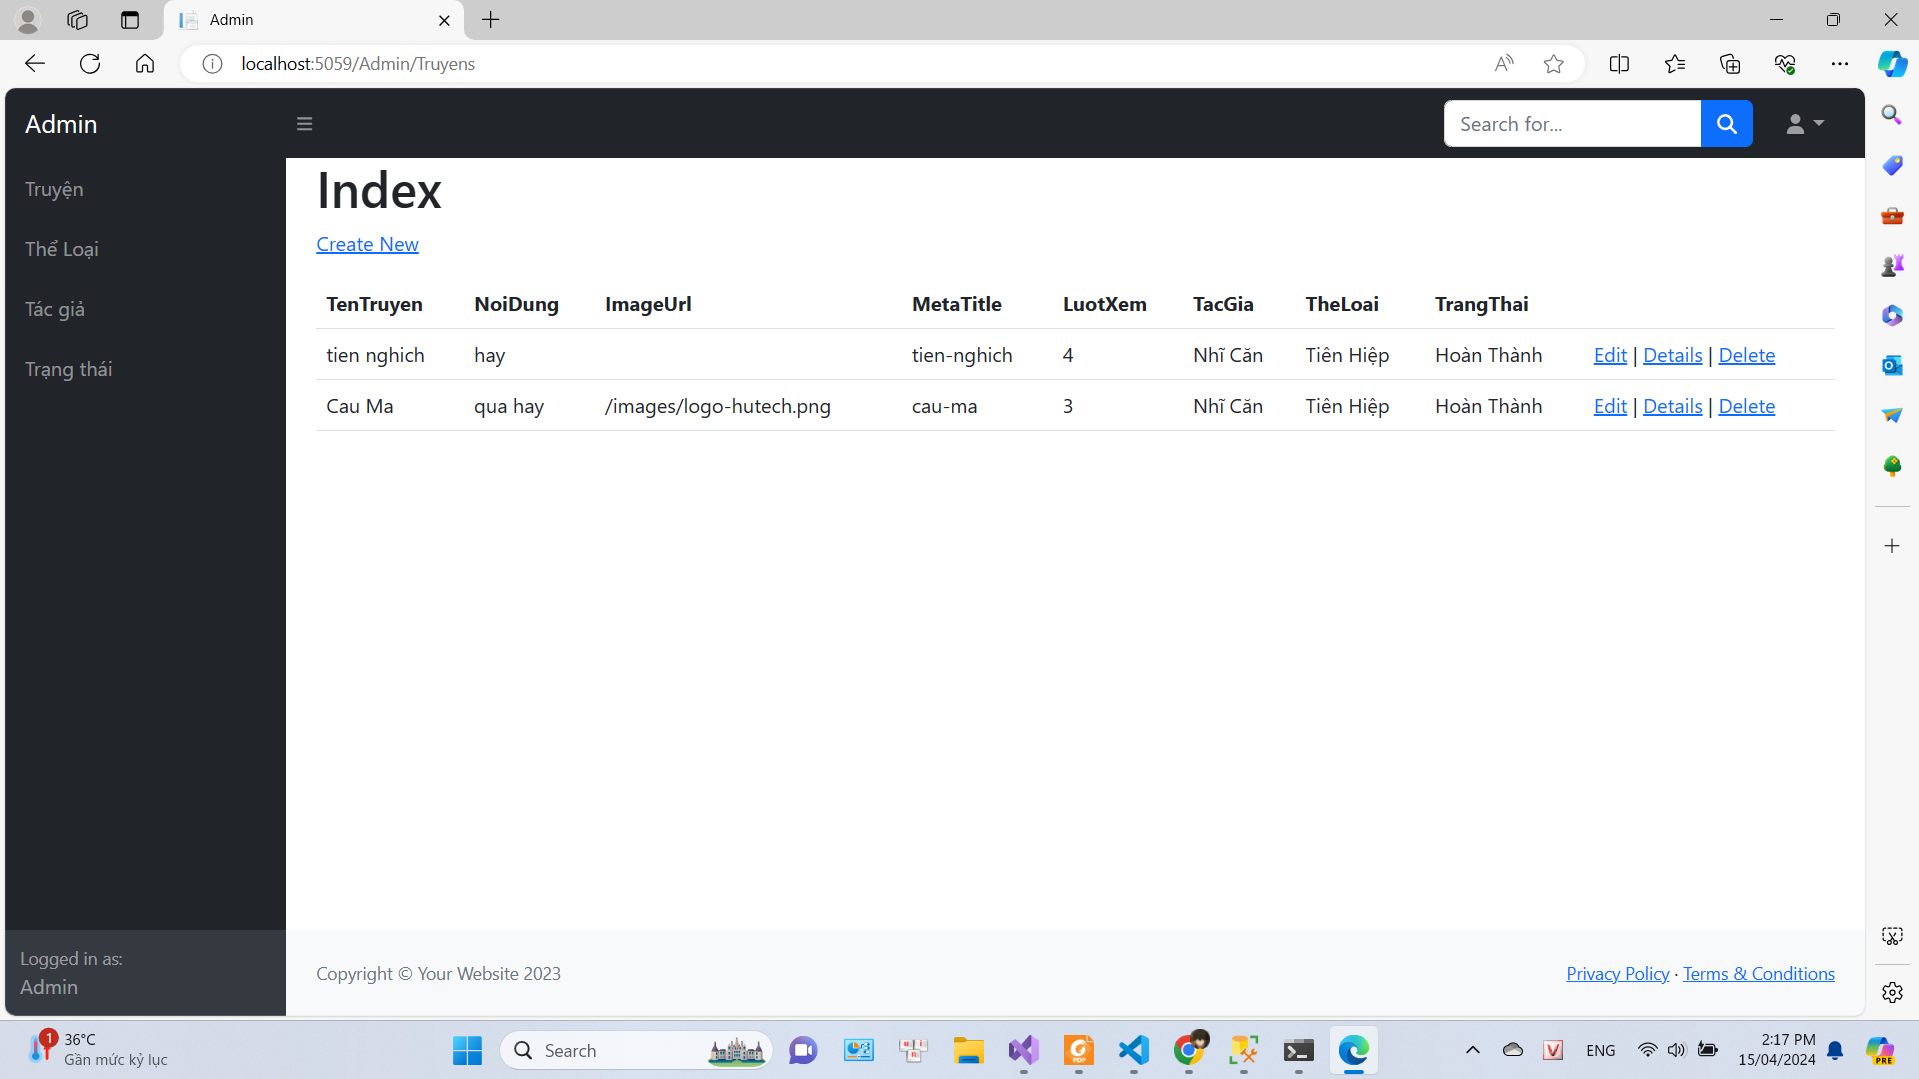 Admin
localhost:5059/Admin/Truyens
Admin
Search for...
Truyện
Thể Loại
Tác giả
Trạng thái
Index
Create New
TenTruyen NoiDung ImageUrl MetaTitle LuotXem TacGia TheLoai TrangThai
tien nghich hay tien-nghich 4 Nhĩ Căn Tiên Hiệp Hoàn Thành Edit | Details | Delete
Cau Ma qua hay /images/logo-hutech.png cau-ma 3 Nhĩ Căn Tiên Hiệp Hoàn Thành Edit | Details | Delete
Logged in as:
Admin
Copyright © Your Website 2023
Privacy Policy · Terms & Conditions
1
36°C
Gần mức kỷ lục
Search
PDF
V
ENG
2:17 PM
15/04/2024
PRE